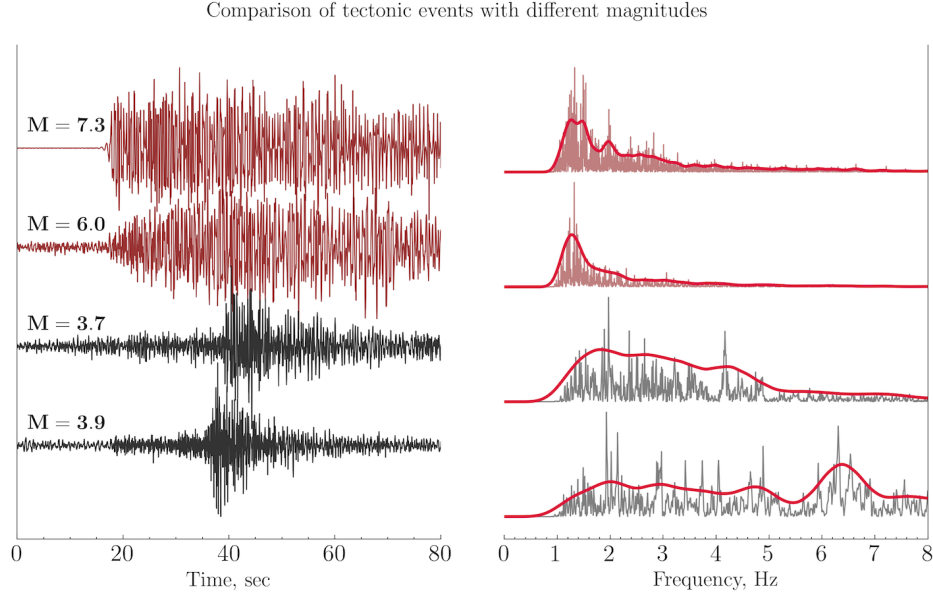 Comparison of tectonic events with different magnitudes
M = 7.3
M = 6.0
M = 3.7
M = 3.9
0 20 40 60 80
Time, sec
0 1 2 3 4 5 6 7 8
Frequency, Hz